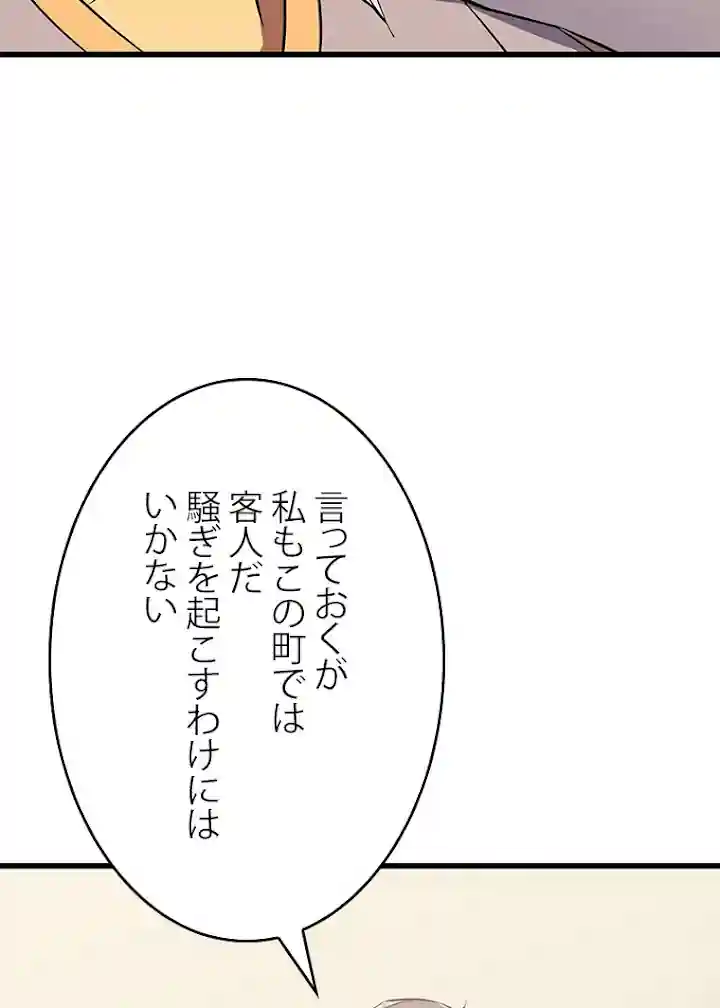 言っておくが
私もこの町では
客人だ
騒ぎを起こすわけには
いかない